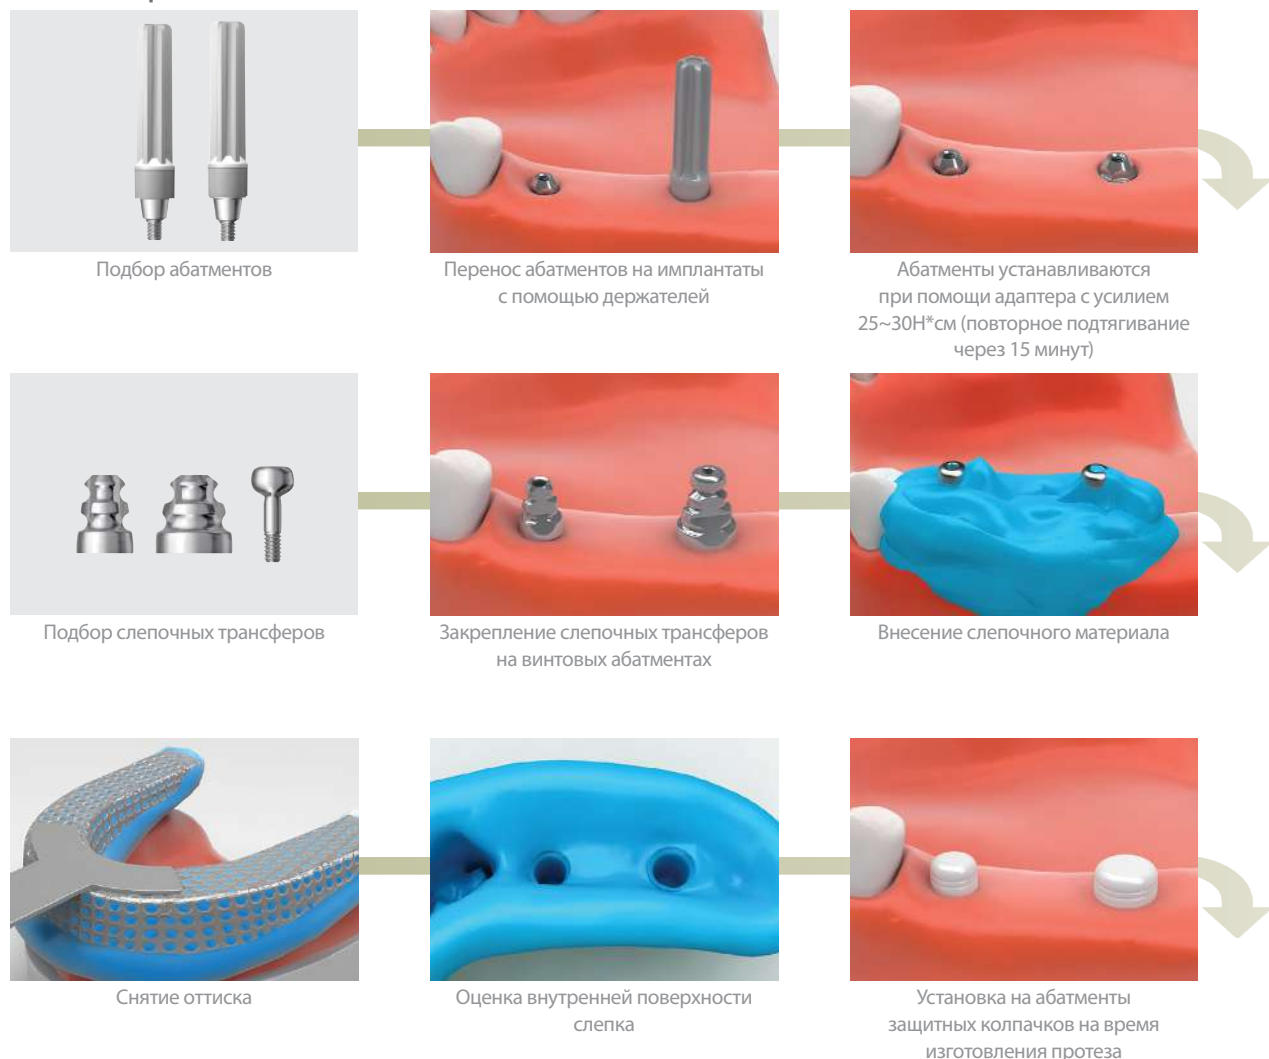 Подбор абатментов
Перенос абатментов на имплантаты
с помощью держателей
Абатменты устанавливаются
при помощи адаптера с усилием
25~30Н*см (повторное подтягивание
через 15 минут)
Подбор слепочных трансферов
Закрепление слепочных трансферов
на винтовых абатментах
Внесение слепочного материала
Снятие оттиска
Оценка внутренней поверхности
слепка
Установка на абатменты
защитных колпачков на время
изготовления протеза